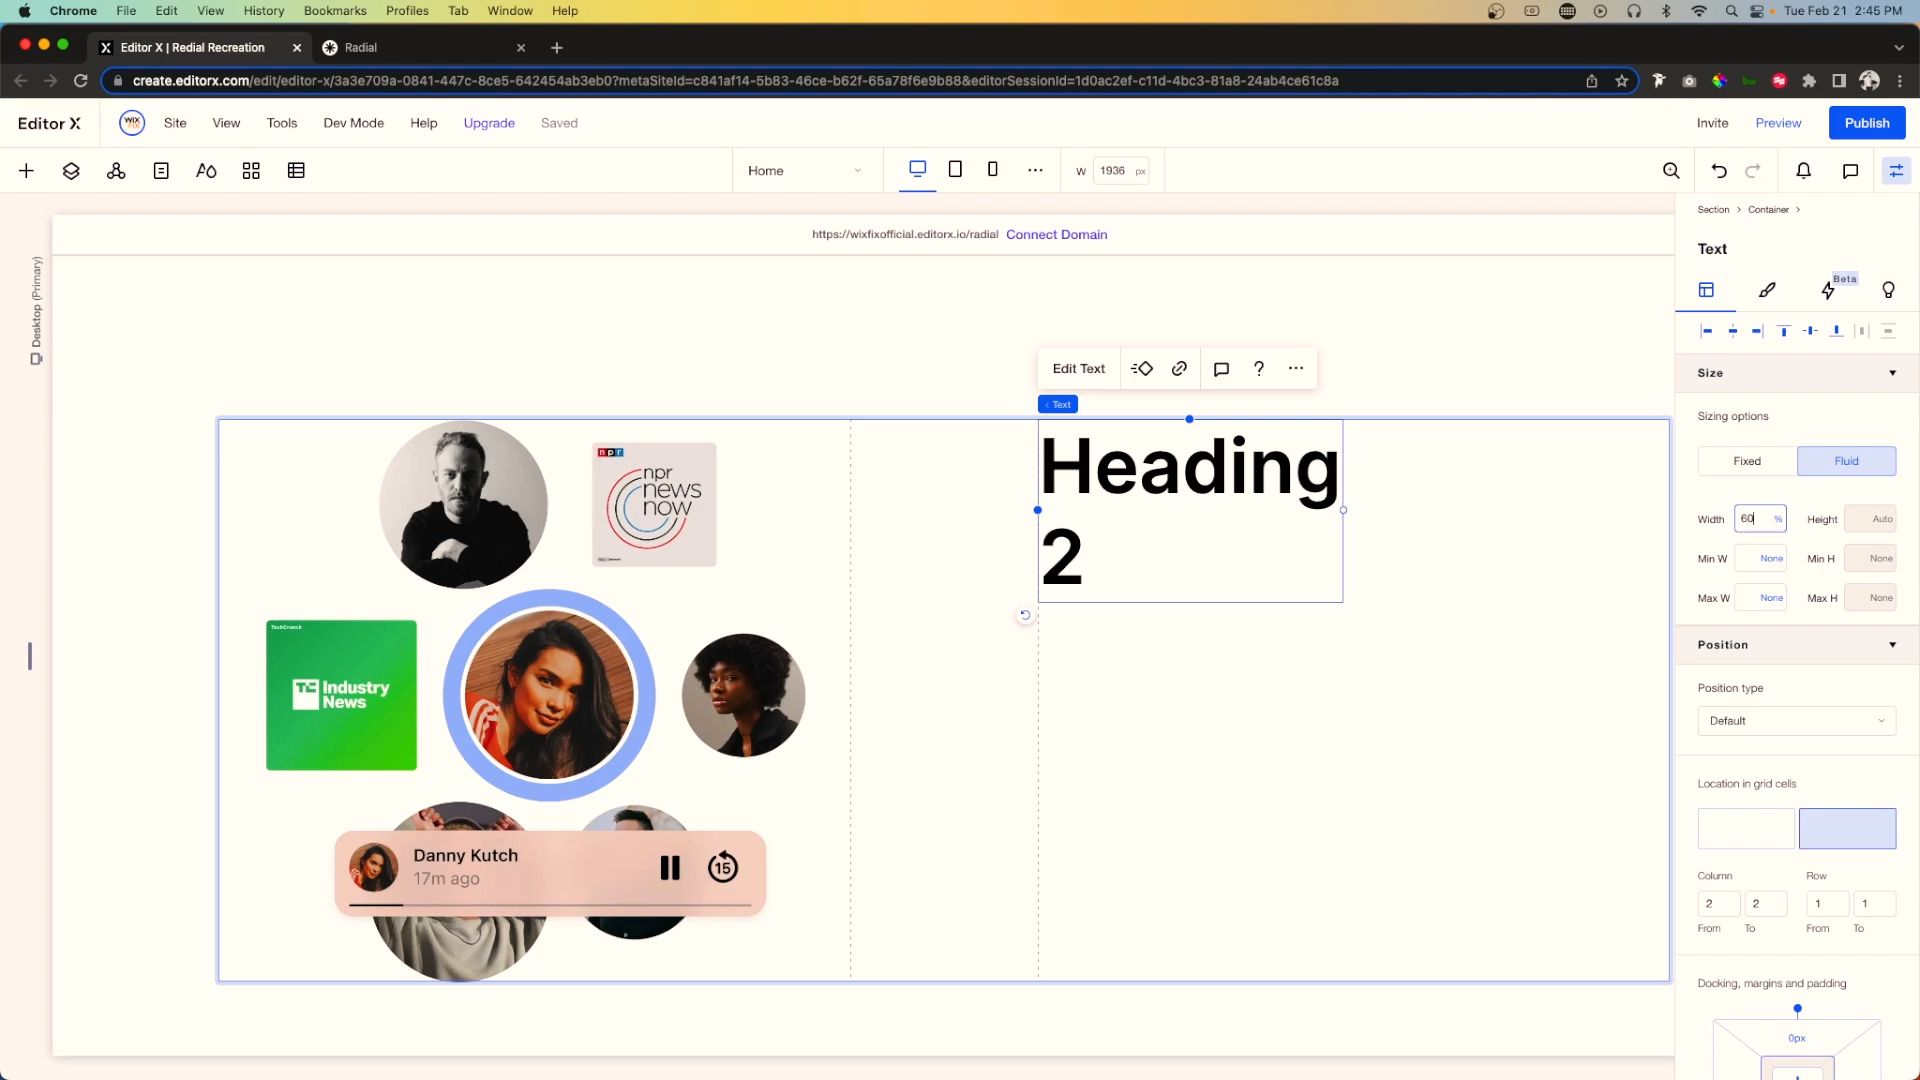 Chrome File Edit View History Bookmarks Profiles Tab Window Help Tue Feb 21 2:45 PM
Editor X | Redial Recreation Radial
create.editorx.com/edit/editor-x/3a3e709a-0841-447c-8ce5-642454ab3eb0?metaSiteId=c841af14-5b83-46ce-b62f-65a78f6e9b88&editorSessionId=1d0ac2ef-c11d-4bc3-81a8-24ab4ce61c8a
Editor X WIX FIX Site View Tools Dev Mode Help Upgrade Saved Invite Preview Publish
Home W 1936 px
Section > Container >
https://wixfixofficial.editorx.io/radial Connect Domain
Text
Beta
Desktop (Primary)
Edit Text ?
Size
< Text
Sizing options
Fixed Fluid
Heading
2
npr
npr
news
now
Width 60 % Height Auto
Min W None Min H None
Max W None Max H None
TechCrunch
TC Industry
News
Position
Position type
Default
Location in grid cells
Danny Kutch
17m ago
15
Column Row
2 2 1 1
From To From To
Docking, margins and padding
0px